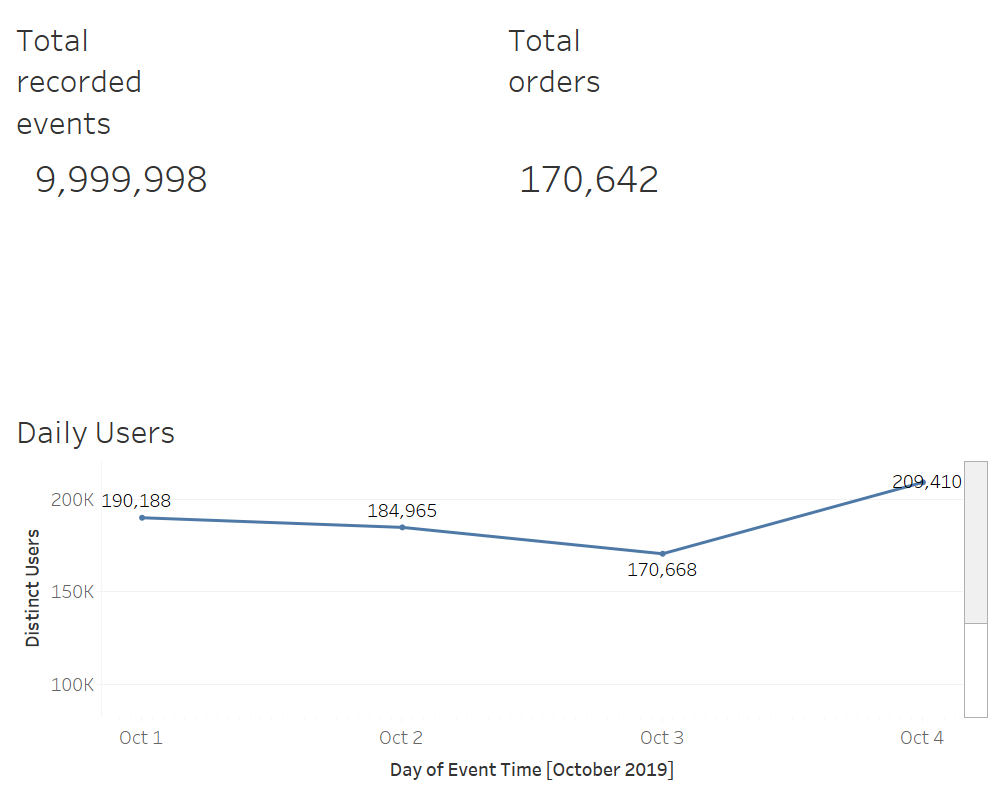 Total
recorded
events
9,999,998
Total
orders
170,642
Daily Users
Distinct Users
200K
150K
100K
190,188
184,965
170,668
209,410
Oct 1
Oct 2
Oct 3
Oct 4
Day of Event Time [October 2019]